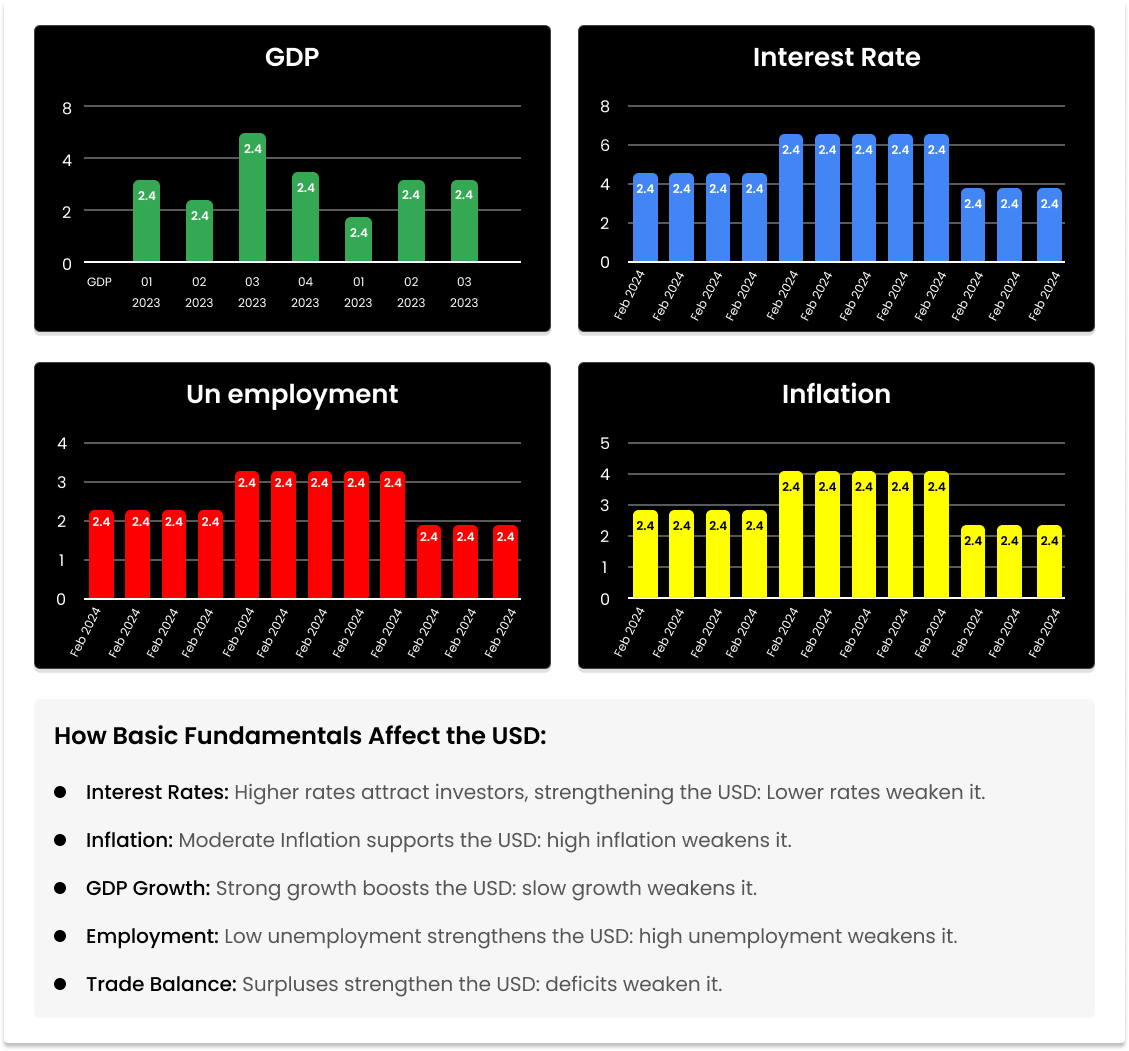 GDP
8
4
2
0
2.4
2.4
2.4
2.4
2.4
2.4
2.4
GDP 01 02 03 04 01 02 03
2023 2023 2023 2023 2023 2023 2023
Interest Rate
8
6
4
2
0
2.4 2.4 2.4 2.4 2.4 2.4 2.4 2.4 2.4 2.4 2.4 2.4
Feb 2024 Feb 2024 Feb 2024 Feb 2024 Feb 2024 Feb 2024 Feb 2024 Feb 2024 Feb 2024 Feb 2024 Feb 2024 Feb 2024
Un employment
4
3
2
1
0
2.4 2.4 2.4 2.4 2.4 2.4 2.4 2.4 2.4 2.4 2.4 2.4
Feb 2024 Feb 2024 Feb 2024 Feb 2024 Feb 2024 Feb 2024 Feb 2024 Feb 2024 Feb 2024 Feb 2024 Feb 2024 Feb 2024
Inflation
5
4
3
2
1
0
2.4 2.4 2.4 2.4 2.4 2.4 2.4 2.4 2.4 2.4 2.4 2.4
Feb 2024 Feb 2024 Feb 2024 Feb 2024 Feb 2024 Feb 2024 Feb 2024 Feb 2024 Feb 2024 Feb 2024 Feb 2024 Feb 2024
How Basic Fundamentals Affect the USD:
● Interest Rates: Higher rates attract investors, strengthening the USD: Lower rates weaken it.
● Inflation: Moderate Inflation supports the USD: high inflation weakens it.
● GDP Growth: Strong growth boosts the USD: slow growth weakens it.
● Employment: Low unemployment strengthens the USD: high unemployment weakens it.
● Trade Balance: Surpluses strengthen the USD: deficits weaken it.